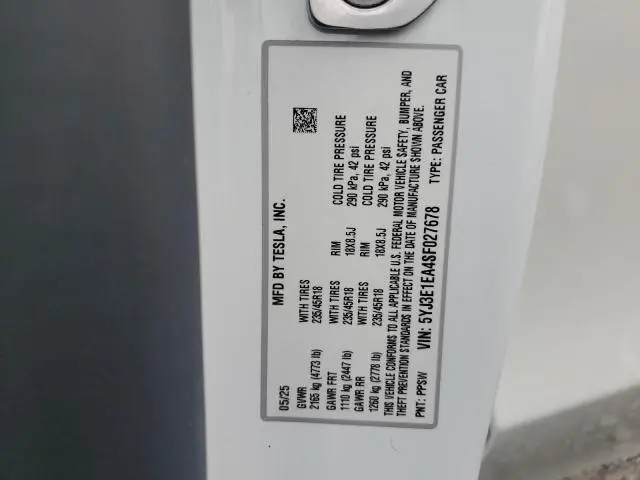 MFD BY TESLA, INC.
05/25
GVWR WITH TIRES RIM COLD TIRE PRESSURE
2165 kg (4773 lb) 235/45R18 18X8.5J 290 kPa, 42 psi
GAWR FRT WITH TIRES RIM COLD TIRE PRESSURE
1110 kg (2447 lb) 235/45R18 18X8.5J 290 kPa, 42 psi
GAWR RR WITH TIRES
1260 kg (2778 lb) 235/45R18
THIS VEHICLE CONFORMS TO ALL APPLICABLE U.S. FEDERAL MOTOR VEHICLE SAFETY, BUMPER, AND
THEFT PREVENTION STANDARDS IN EFFECT ON THE DATE OF MANUFACTURE SHOWN ABOVE.
PNT: PPSW VIN: 5YJ3E1EA4SF027678 TYPE: PASSENGER CAR